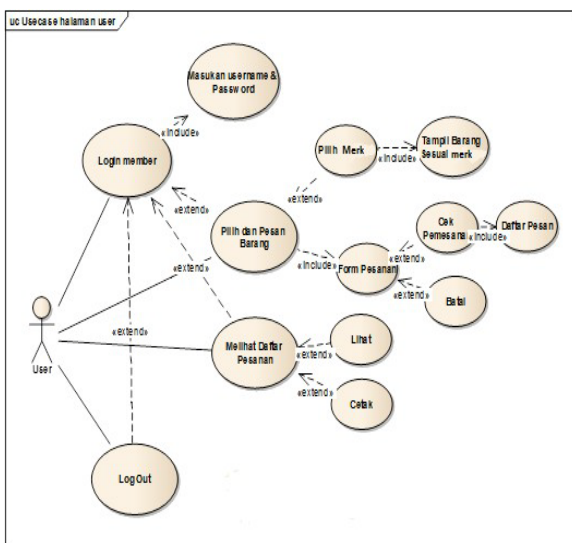 uc Usecase halaman user
Masukan username &
Password
«include»
Login member
Pilih Merk
«include»
Tampil Barang
Sesuai merk
«extend»
«extend»
Pilih dan Pesan
Barang
Cek
Pemesanan
«include»
Daftar Pesan
«extend»
«include»
Form Pesanan
«extend»
«extend»
Batal
User
«extend»
Melihat Daftar
Pesanan
Lihat
«extend»
«extend»
Cetak
LogOut